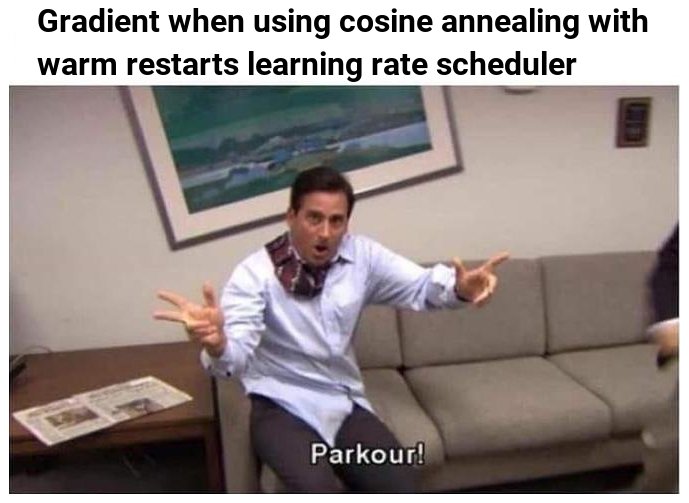 Gradient when using cosine annealing with
warm restarts learning rate scheduler
Parkour!